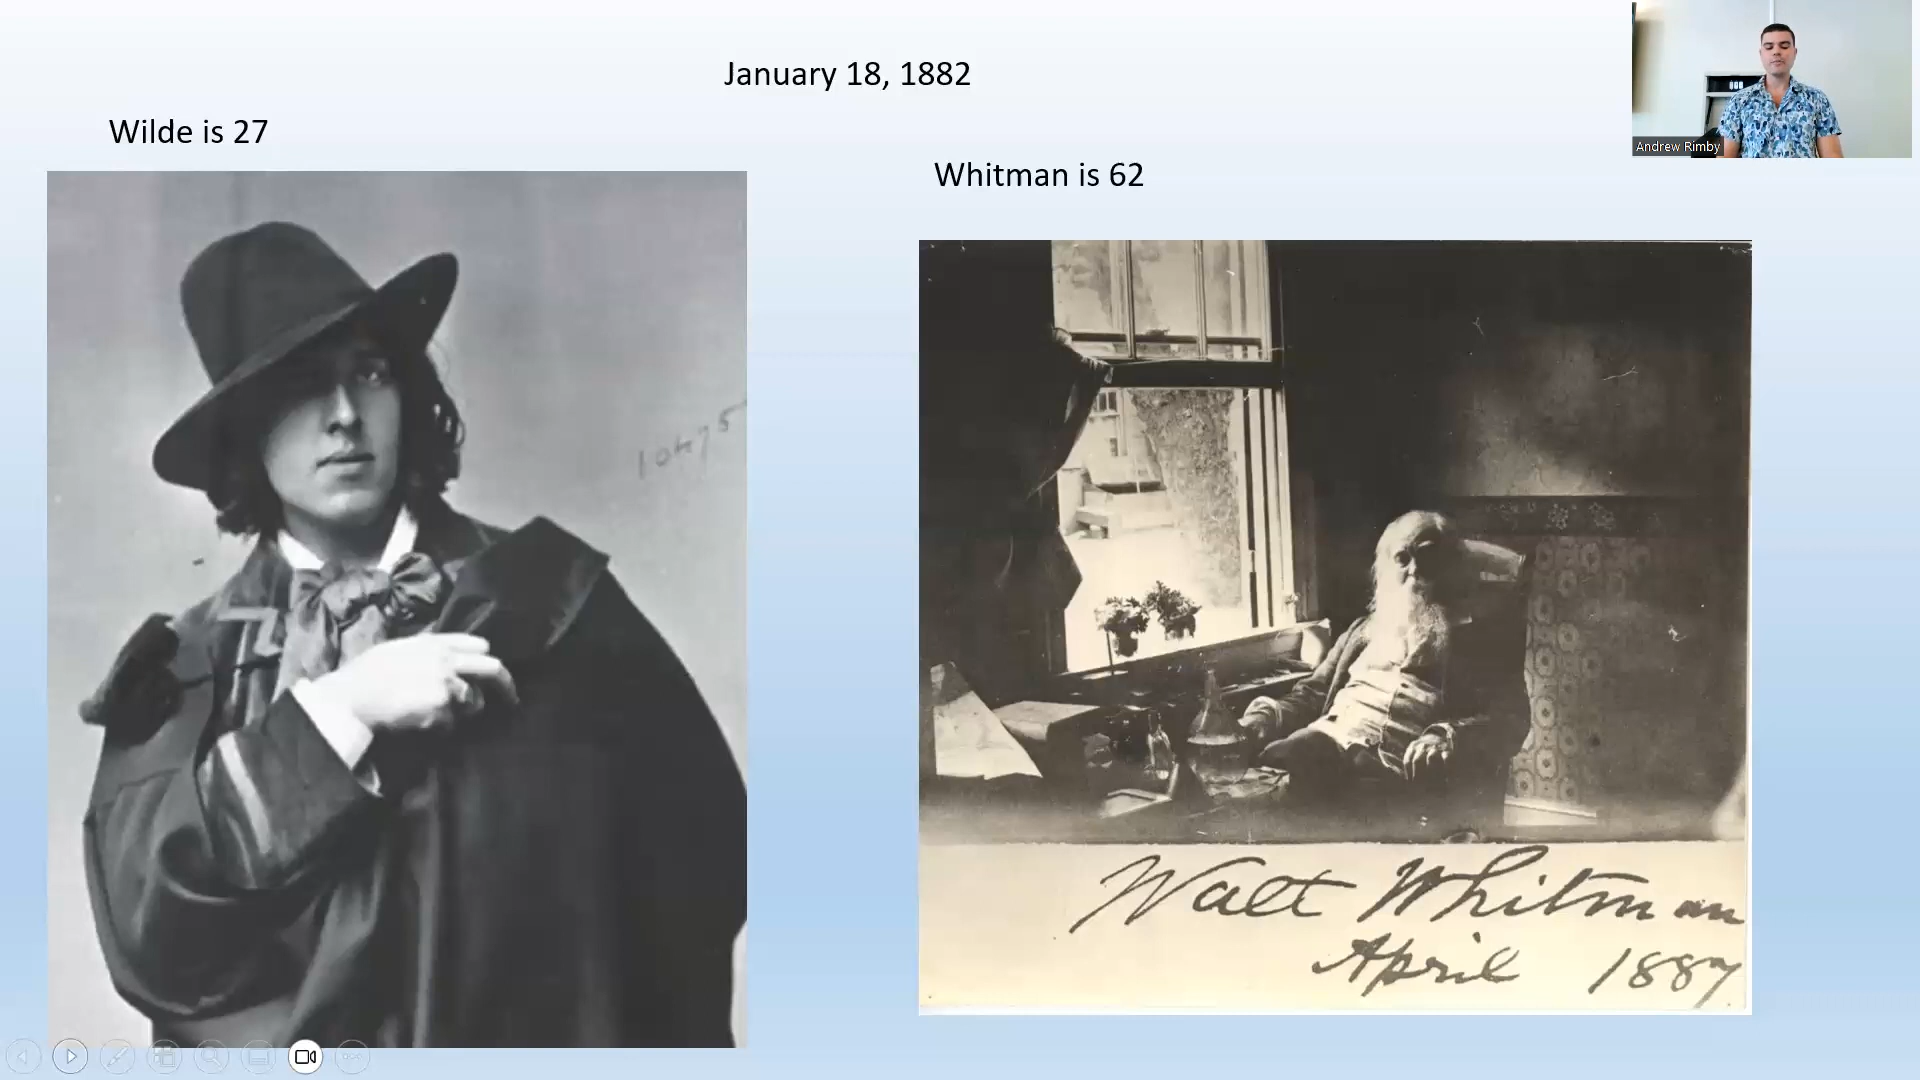 January 18, 1882
Wilde is 27
Whitman is 62
Andrew Rimby
10475
Walt Whitman
April 1887